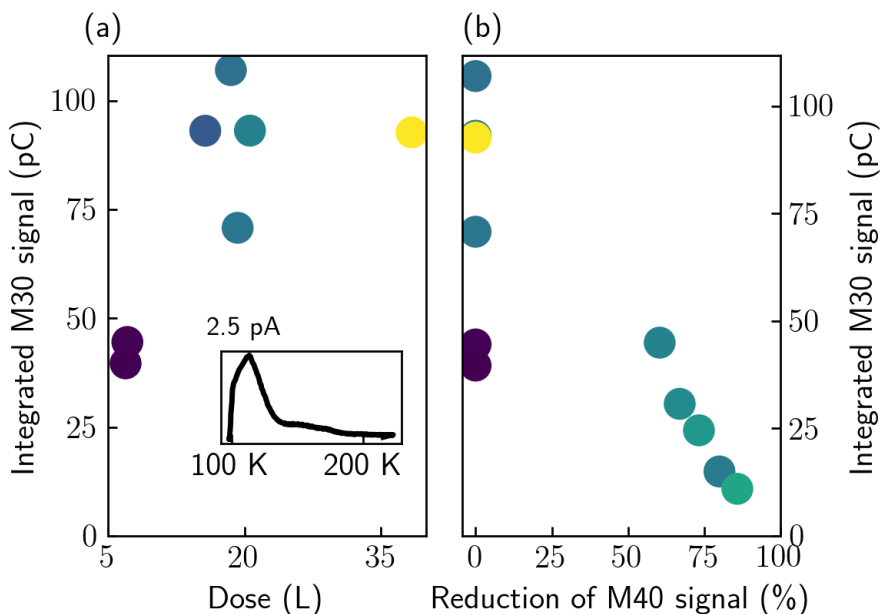 (a)
(b)
Integrated M30 signal (pC)
100
75
50
25
0
2.5 pA
100 K
200 K
5
20
35
Dose (L)
0
25
50
75
100
Reduction of M40 signal (%)
100
75
50
25
0
Integrated M30 signal (pC)